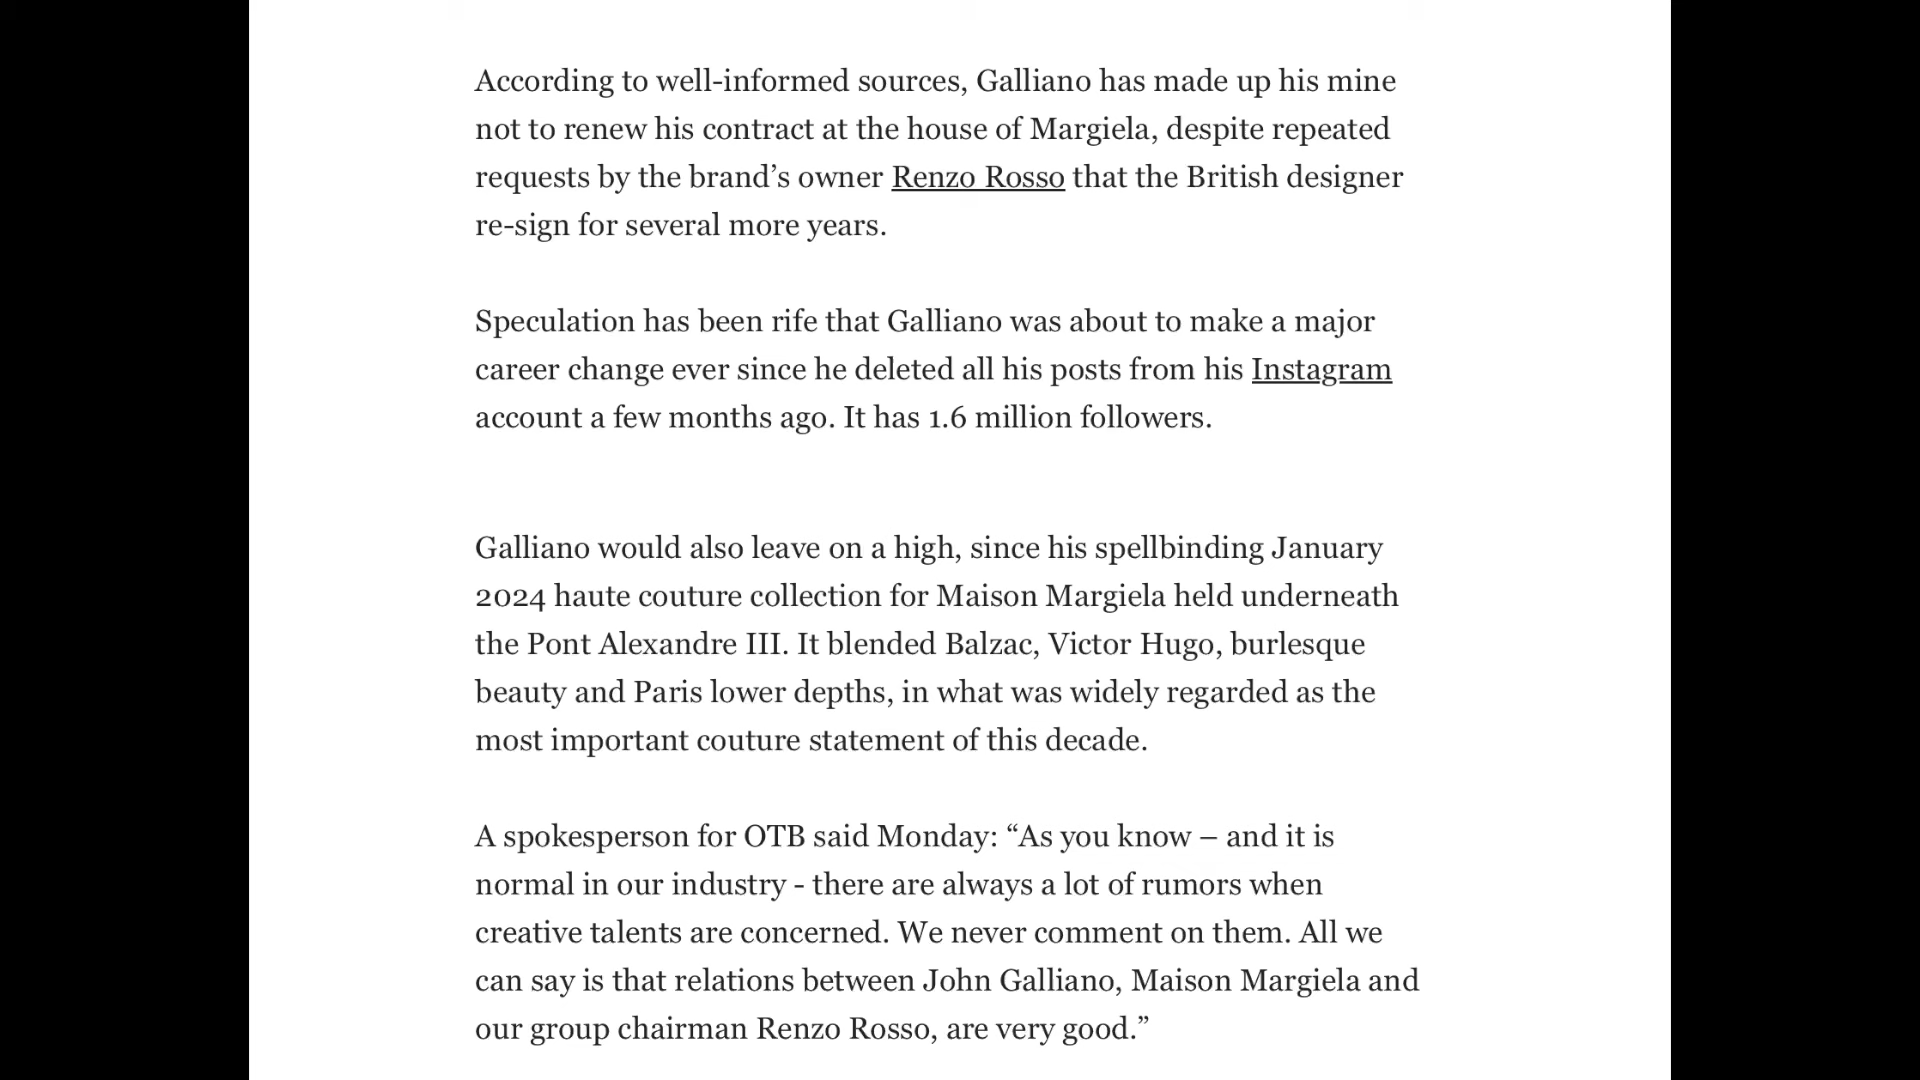 According to well-informed sources, Galliano has made up his mine
not to renew his contract at the house of Margiela, despite repeated
requests by the brand’s owner Renzo Rosso that the British designer
re-sign for several more years.
Speculation has been rife that Galliano was about to make a major
career change ever since he deleted all his posts from his Instagram
account a few months ago. It has 1.6 million followers.
Galliano would also leave on a high, since his spellbinding January
2024 haute couture collection for Maison Margiela held underneath
the Pont Alexandre III. It blended Balzac, Victor Hugo, burlesque
beauty and Paris lower depths, in what was widely regarded as the
most important couture statement of this decade.
A spokesperson for OTB said Monday: “As you know – and it is
normal in our industry - there are always a lot of rumors when
creative talents are concerned. We never comment on them. All we
can say is that relations between John Galliano, Maison Margiela and
our group chairman Renzo Rosso, are very good.”